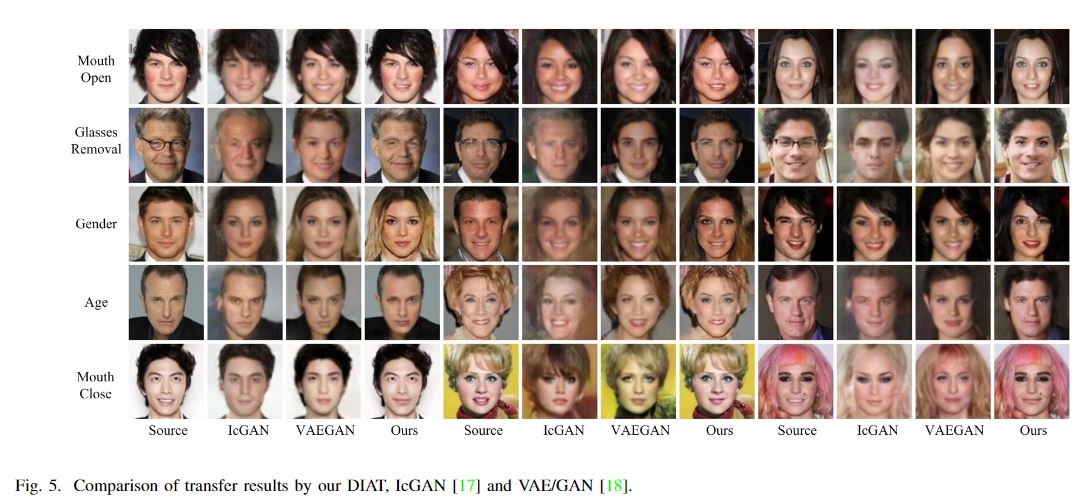 Mouth
Open
Glasses
Removal
Gender
Age
Mouth
Close
Source IcGAN VAEGAN Ours Source IcGAN VAEGAN Ours Source IcGAN VAEGAN Ours
Fig. 5. Comparison of transfer results by our DIAT, IcGAN [17] and VAE/GAN [18].